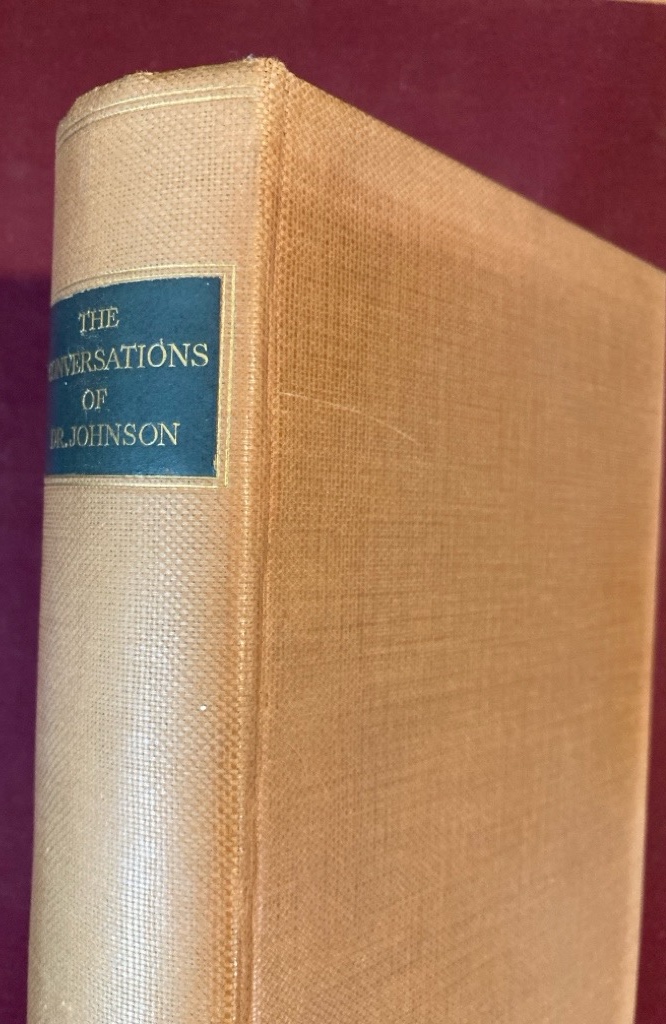 THE
CONVERSATIONS
OF
DR. JOHNSON